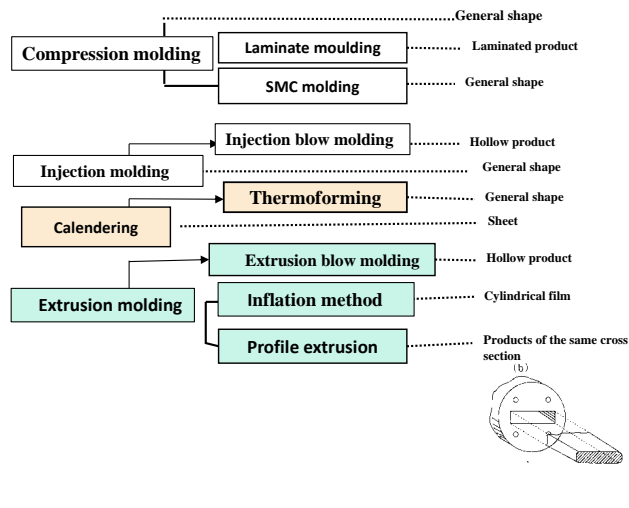 General shape
Compression molding
Laminate moulding
Laminated product
SMC molding
General shape
Injection blow molding
Hollow product
Injection molding
General shape
Thermoforming
General shape
Calendering
Sheet
Extrusion blow molding
Hollow product
Extrusion molding
Inflation method
Cylindrical film
Profile extrusion
Products of the same cross
section
(b)